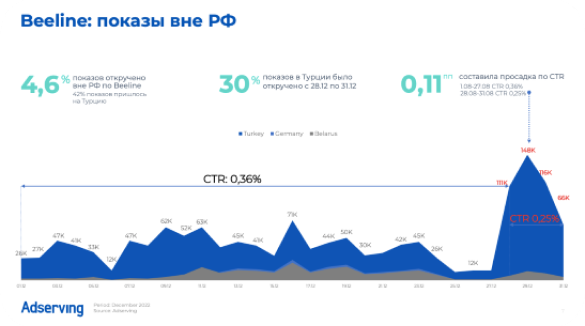 Beeline: показы вне РФ
4,6%
показов откручено
вне РФ по Beeline
42% показов пришлось
на Турцию
30%
показов в Турции было
откручено с 28.12 по 31.12
0,11 пп
составила просадка по CTR
1.08-27.08 CTR 0,36%
28.08-31.08 CTR 0,25%
Turkey Germany Belarus
148K
116K
111K
CTR: 0,36%
66K
CTR: 0,25%
71K
62K 63K
52K
47K 41K 47K 45K 41K 44K 50K 42K 45K
33K 30K
26K 27K 26K
12K 12K
Adserving
Period: December 2022
Source: Adserving